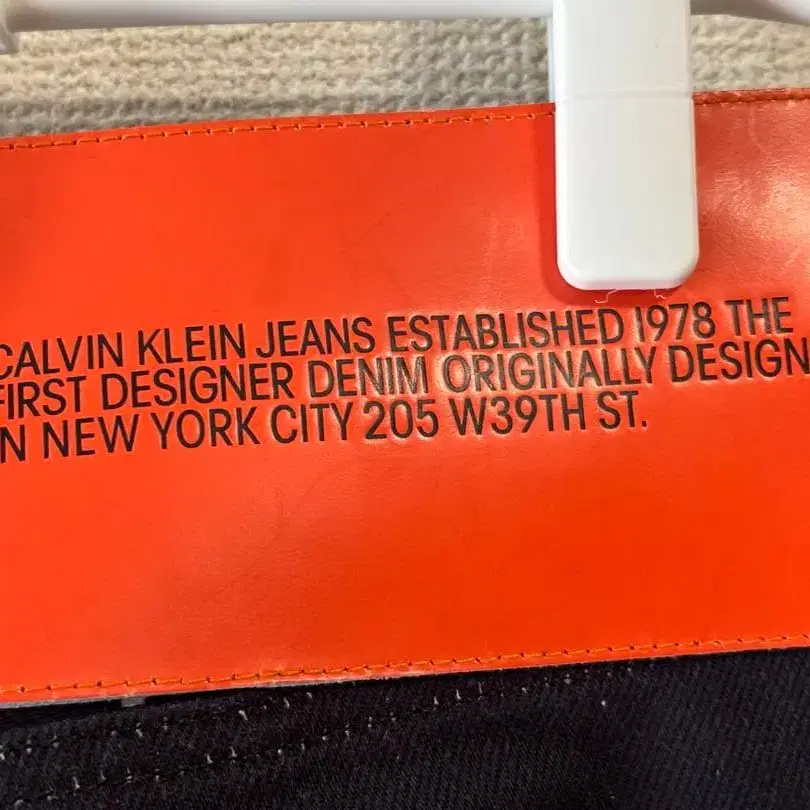 CALVIN KLEIN JEANS ESTABLISHED 1978 THE
FIRST DESIGNER DENIM ORIGINALLY DESIGN
N NEW YORK CITY 205 W39TH ST.